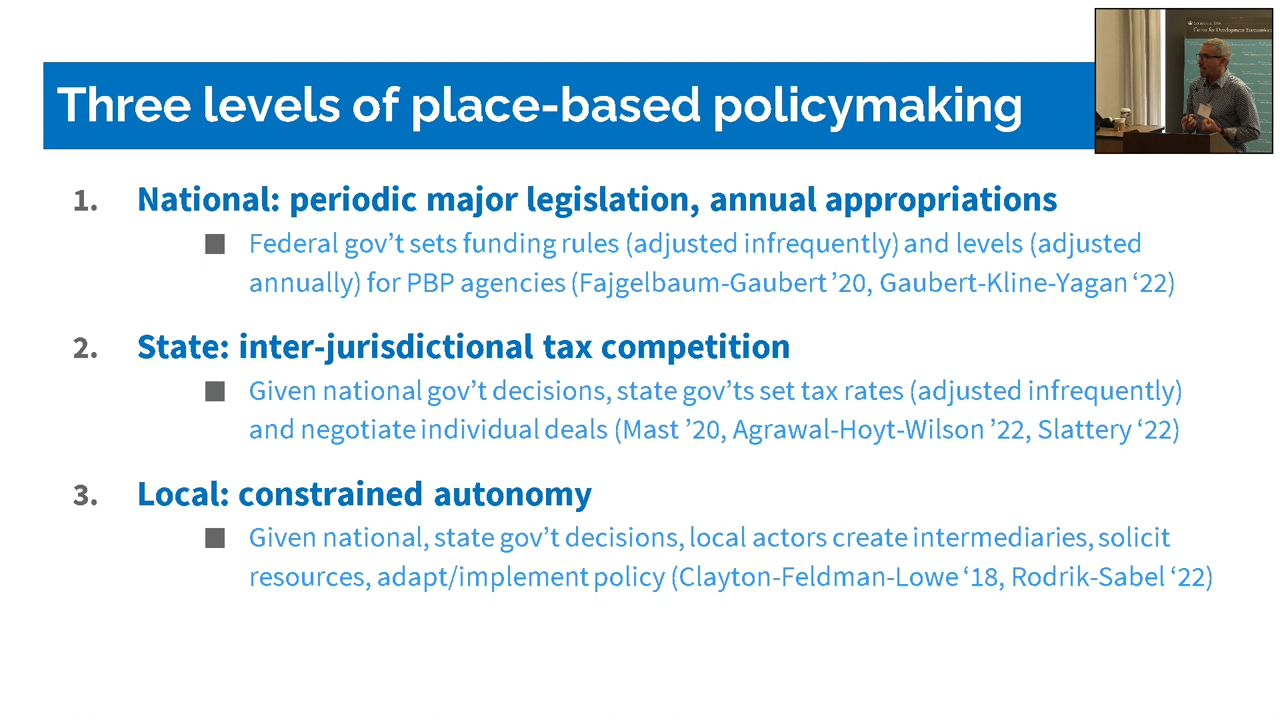 Three levels of place-based policymaking
Center for Development Economics
1. National: periodic major legislation, annual appropriations
■ Federal gov’t sets funding rules (adjusted infrequently) and levels (adjusted
annually) for PBP agencies (Fajgelbaum-Gaubert ’20, Gaubert-Kline-Yagan ‘22)
2. State: inter-jurisdictional tax competition
■ Given national gov’t decisions, state gov’ts set tax rates (adjusted infrequently)
and negotiate individual deals (Mast ’20, Agrawal-Hoyt-Wilson ’22, Slattery ‘22)
3. Local: constrained autonomy
■ Given national, state gov’t decisions, local actors create intermediaries, solicit
resources, adapt/implement policy (Clayton-Feldman-Lowe ‘18, Rodrik-Sabel ‘22)